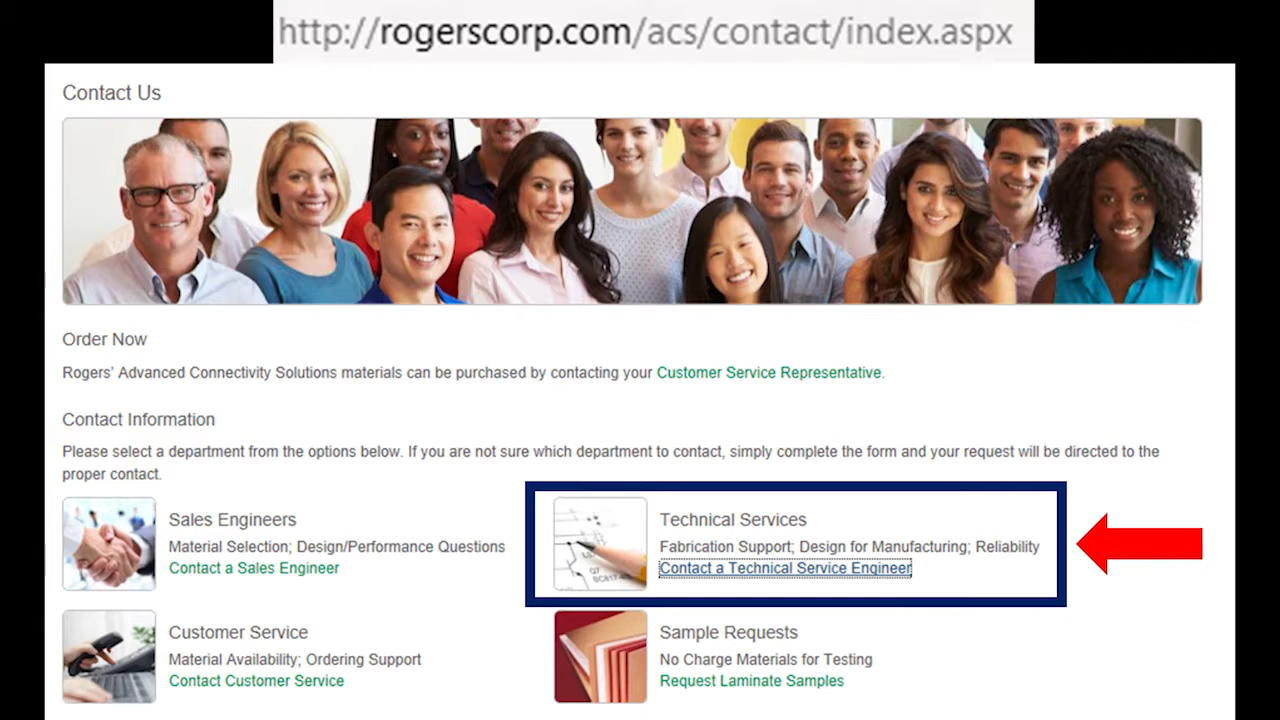 http://rogerscorp.com/acs/contact/index.aspx
Contact Us
Order Now
Rogers' Advanced Connectivity Solutions materials can be purchased by contacting your Customer Service Representative.
Contact Information
Please select a department from the options below. If you are not sure which department to contact, simply complete the form and your request will be directed to the
proper contact.
Sales Engineers
Material Selection; Design/Performance Questions
Contact a Sales Engineer
Technical Services
Fabrication Support; Design for Manufacturing; Reliability
Contact a Technical Service Engineer
Customer Service
Material Availability; Ordering Support
Contact Customer Service
Sample Requests
No Charge Materials for Testing
Request Laminate Samples